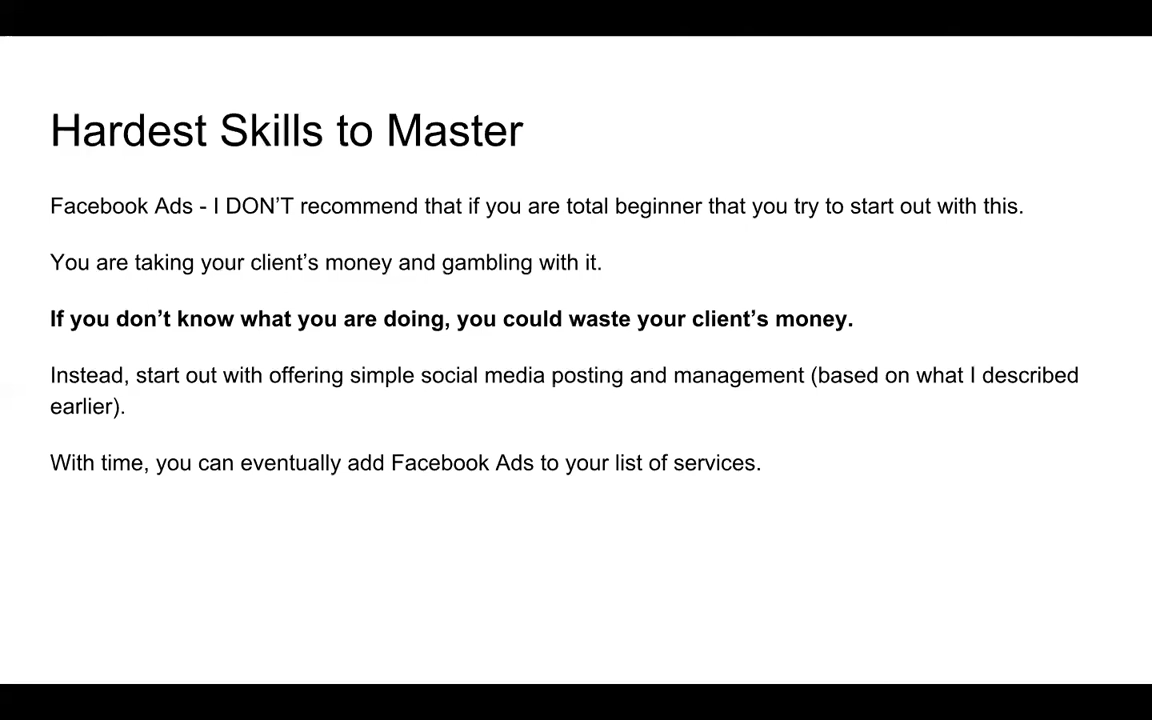 Hardest Skills to Master
Facebook Ads - I DON’T recommend that if you are total beginner that you try to start out with this.
You are taking your client’s money and gambling with it.
If you don’t know what you are doing, you could waste your client’s money.
Instead, start out with offering simple social media posting and management (based on what I described
earlier).
With time, you can eventually add Facebook Ads to your list of services.